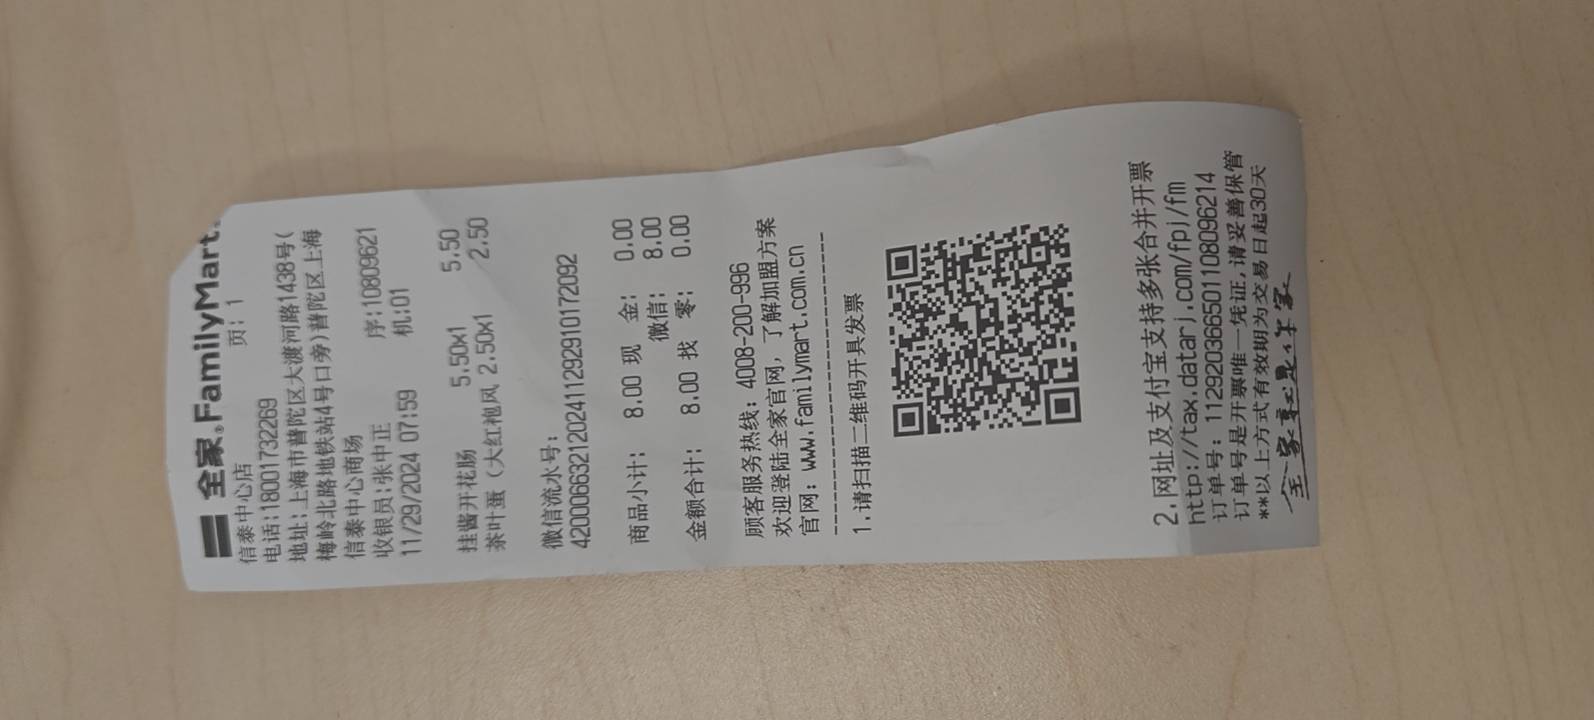 全家®FamilyMart
信泰中心店 页: 1
电话:18001732269
地址:上海市普陀区大渡河路1438号(
梅岭北路地铁站4号口旁)普陀区上海
信泰中心商场
收银员:张中正 序:10809621
11/29/2024 07:59 机:01
挂酱开花肠 5.50x1 5.50
茶叶蛋（大红袍风 2.50x1 2.50
微信流水号:
4200066321202411292910172092
商品小计: 8.00 现 金: 0.00
微信: 8.00
金额合计: 8.00 找 零: 0.00
顾客服务热线: 4008-200-996
欢迎登陆全家官网, 了解加盟方案
官网: www.familymart.com.cn
1.请扫描二维码开具发票
2.网址及支付宝支持多张合并开票
http://tax.datarj.com/fpj/fm
订单号: 112920366501108096214
订单号是开票唯一凭证,请妥善保管
**以上方式有效期为交易日起30天
全家就是你家